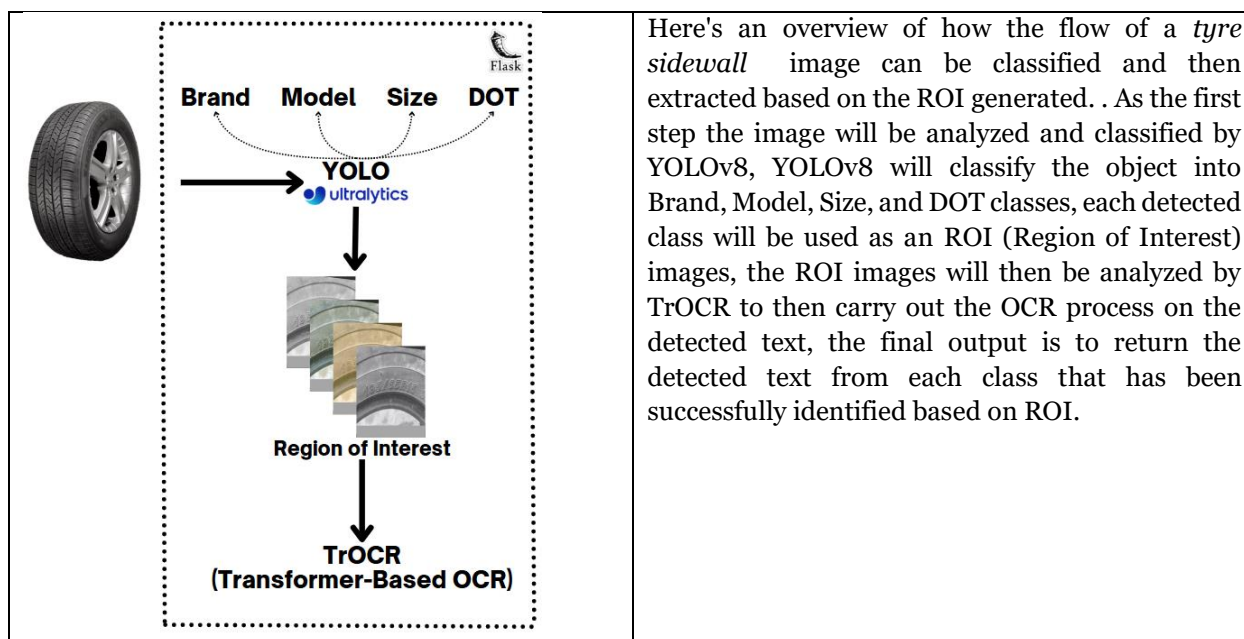 Flask
Brand Model Size DOT
YOLO
ultralytics
Region of Interest
TrOCR
(Transformer-Based OCR)
Here's an overview of how the flow of a tyre
sidewall image can be classified and then
extracted based on the ROI generated. . As the first
step the image will be analyzed and classified by
YOLOv8, YOLOv8 will classify the object into
Brand, Model, Size, and DOT classes, each detected
class will be used as an ROI (Region of Interest)
images, the ROI images will then be analyzed by
TrOCR to then carry out the OCR process on the
detected text, the final output is to return the
detected text from each class that has been
successfully identified based on ROI.